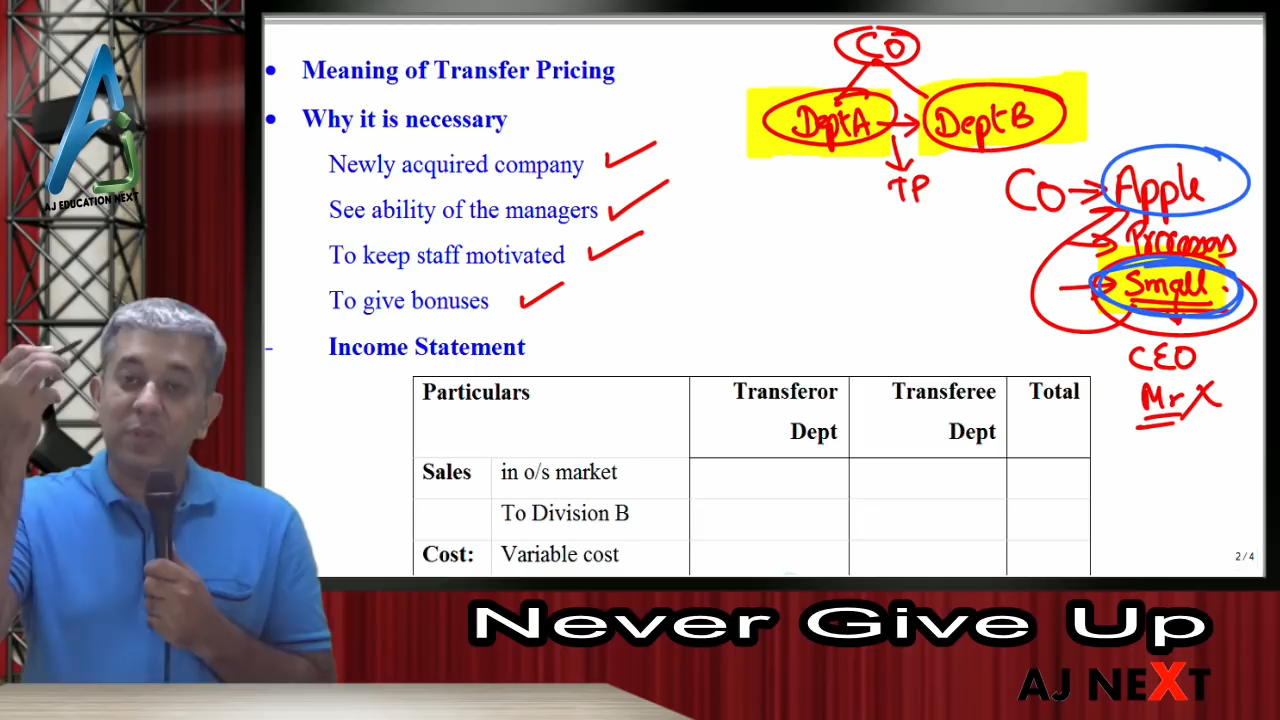 AJ EDUCATION NEXT
• Meaning of Transfer Pricing
• Why it is necessary
Newly acquired company
See ability of the managers
To keep staff motivated
To give bonuses
- Income Statement
Particulars Transferor Dept Transferee Dept Total
Sales in o/s market
To Division B
Cost: Variable cost
CO
Dept A
Dept B
TP
CO Apple
Processors
Small
CEO
Mr X
2/4
Never Give Up
AJ NEXT